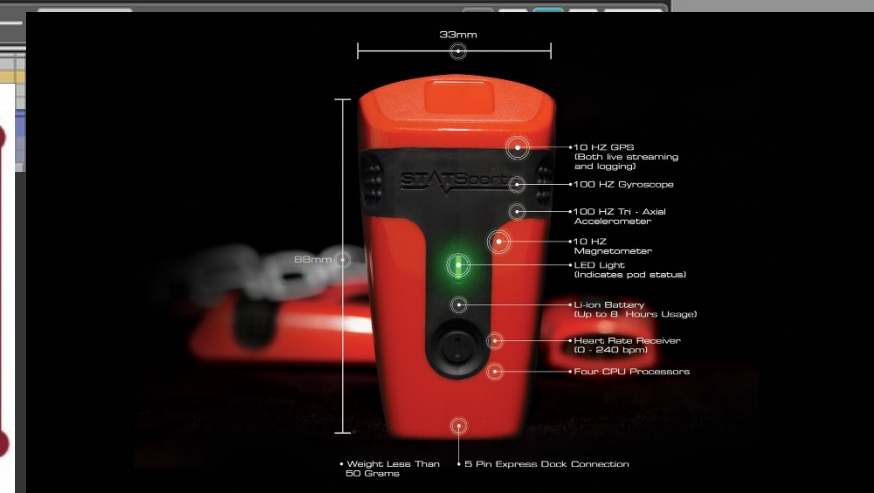 33mm
10 HZ GPS
(Both live streaming
and logging)
STATSport
100 HZ Gyroscope
100 HZ Tri - Axial
Accelerometer
10 HZ
Magnetometer
88mm
LED Light
(Indicates pod status)
Li-ion Battery
(Up to 8 Hours Usage)
Heart Rate Receiver
(0 - 240 bpm)
Four CPU Processors
• Weight Less Than
50 Grams
5 Pin Express Dock Connection